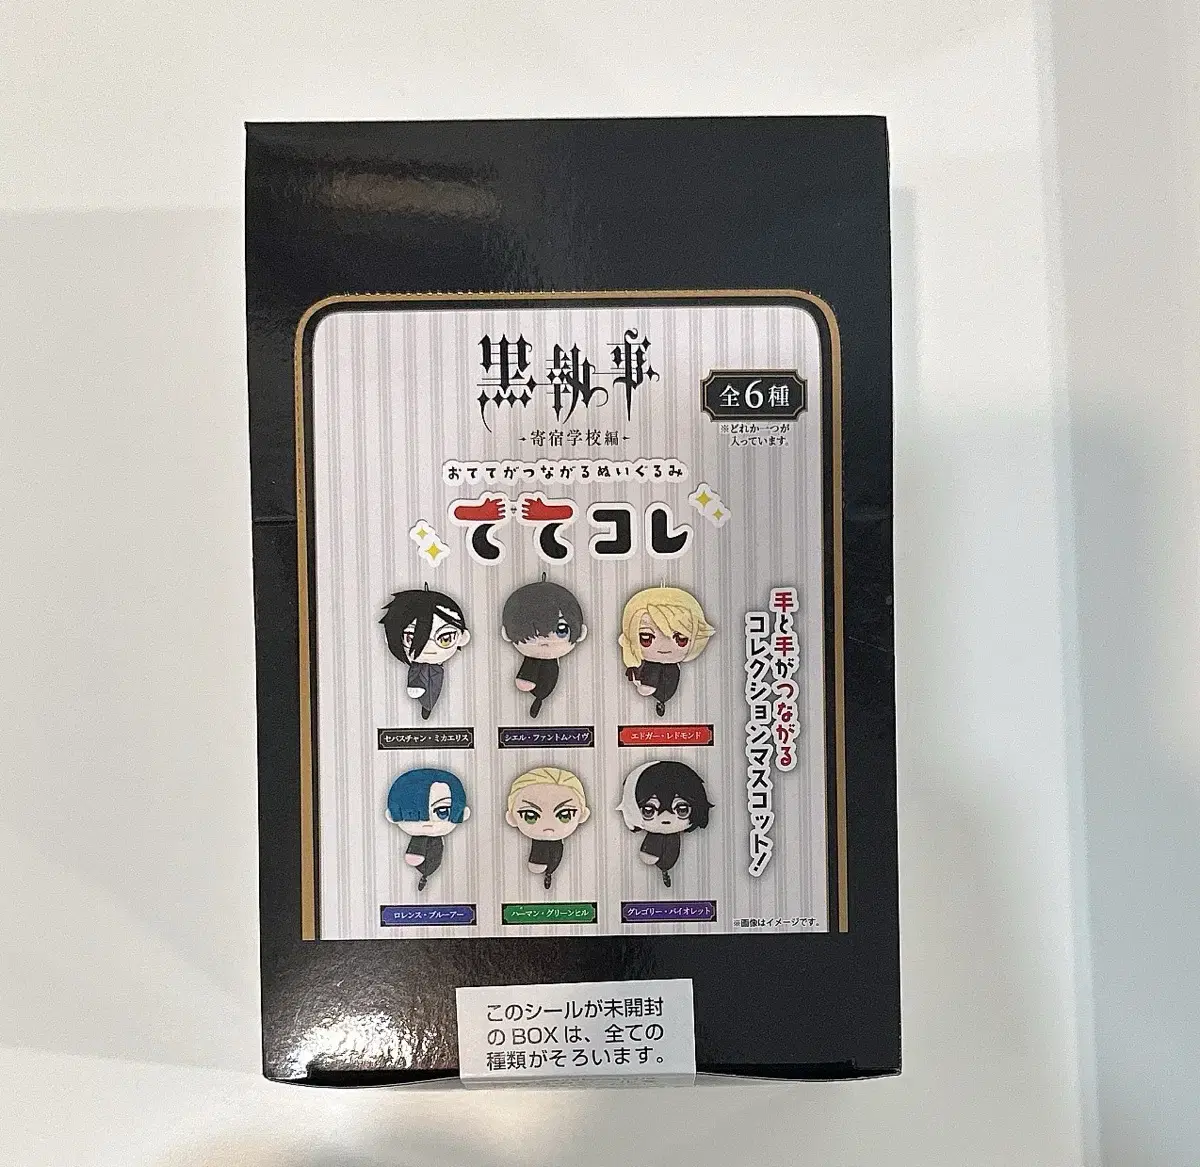 黒執事
寄宿学校編
全6種
※どれか一つが
入っています。
おててがつながるぬいぐるみ
ててコレ
手と手がつながる
コレクションマスコット!
セバスチャン・ミカエリス
シエル・ファントムハイヴ
エドガー・レドモンド
ロレンス・ブルーアー
ハーマン・グリーンヒル
グレゴリー・バイオレット
※画像はイメージです。
このシールが未開封
のBOXは、全ての
種類がそろいます。